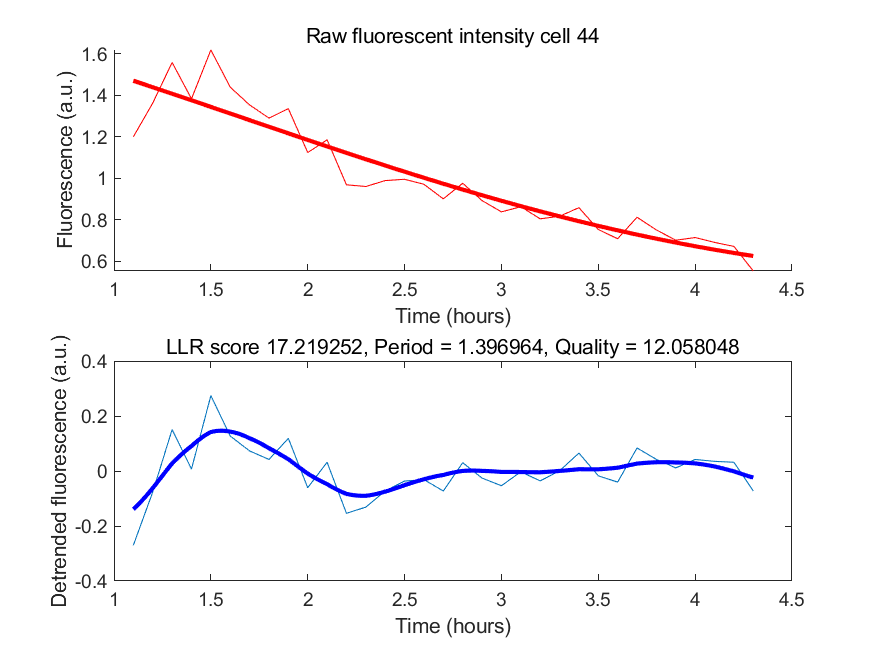 Raw fluorescent intensity cell 44
Fluorescence (a.u.)
1.6
1.4
1.2
1
0.8
0.6
1 1.5 2 2.5 3 3.5 4 4.5
Time (hours)
LLR score 17.219252, Period = 1.396964, Quality = 12.058048
Detrended fluorescence (a.u.)
0.4
0.2
0
-0.2
-0.4
1 1.5 2 2.5 3 3.5 4 4.5
Time (hours)